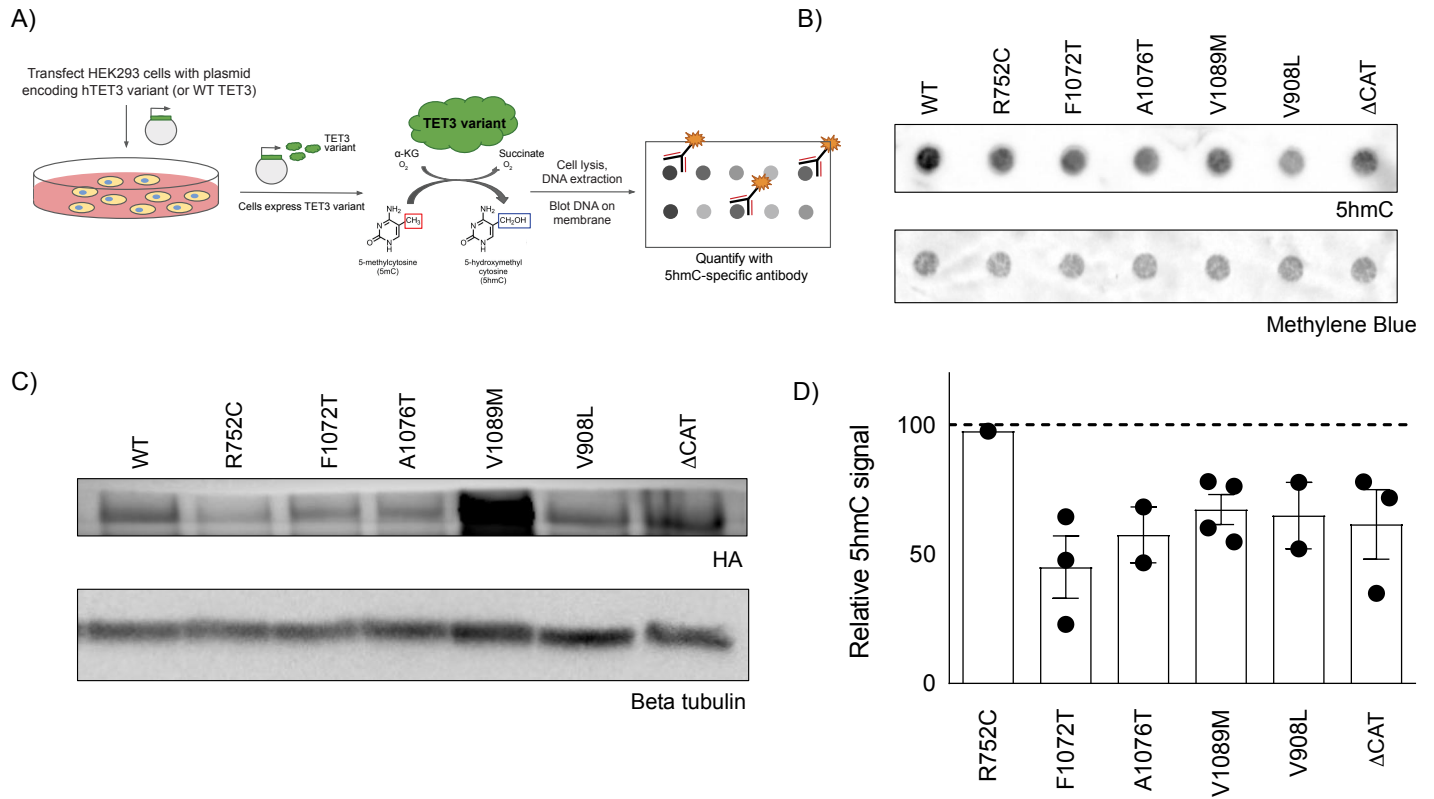 A)
Transfect HEK293 cells with plasmid
encoding hTET3 variant (or WT TET3)
TET3
variant
Cells express TET3 variant
TET3 variant
α-KG
O2
Succinate
O2
NH2
CH3
N
O
N
H
5-methylcytosine
(5mC)
NH2
CH2OH
N
O
N
H
5-hydroxymethyl
cytosine
(5hmC)
Cell lysis,
DNA extraction
Blot DNA on
membrane
Quantify with
5hmC-specific antibody
B)
WT
R752C
F1072T
A1076T
V1089M
V908L
ΔCAT
5hmC
Methylene Blue
C)
WT
R752C
F1072T
A1076T
V1089M
V908L
ΔCAT
HA
Beta tubulin
D)
Relative 5hmC signal
100
50
0
R752C
F1072T
A1076T
V1089M
V908L
ΔCAT